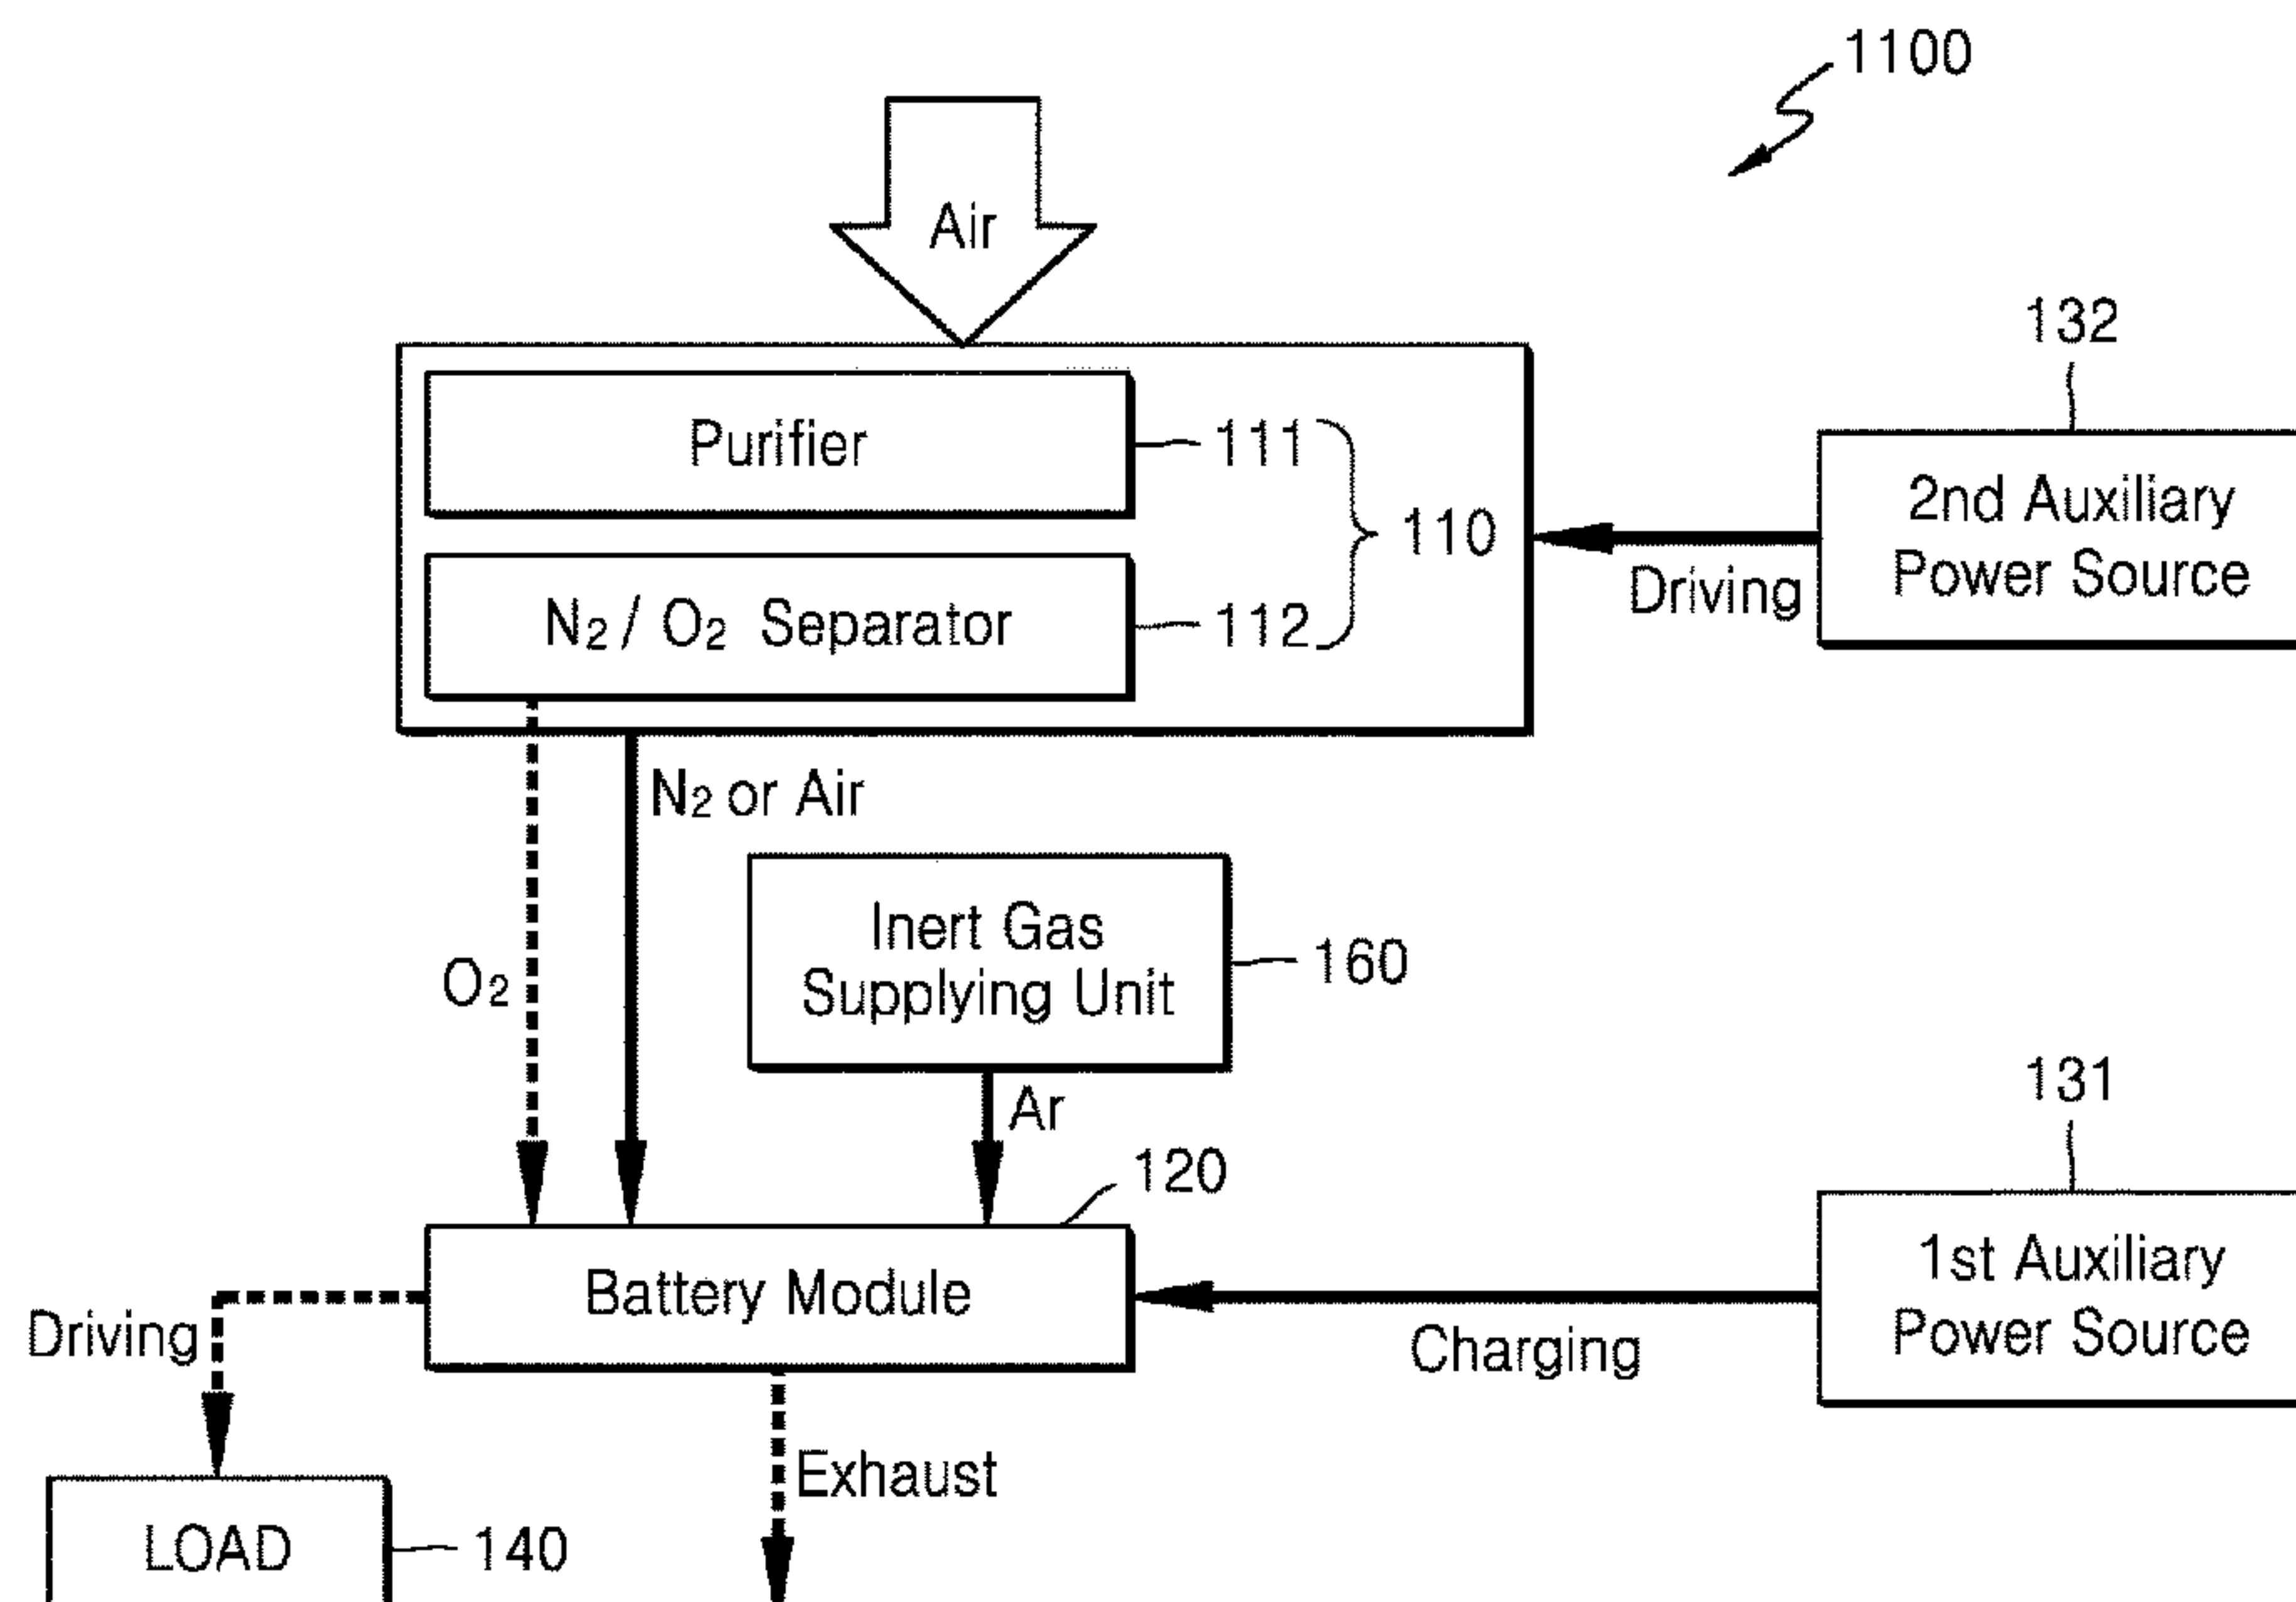 1100
Air
132
Purifier
111
110
2nd Auxiliary
Power Source
Driving
N₂ / O₂ Separator
112
N₂ or Air
Inert Gas
Supplying Unit
160
O₂
Ar
131
120
Battery Module
1st Auxiliary
Power Source
Driving
Charging
Exhaust
LOAD
140